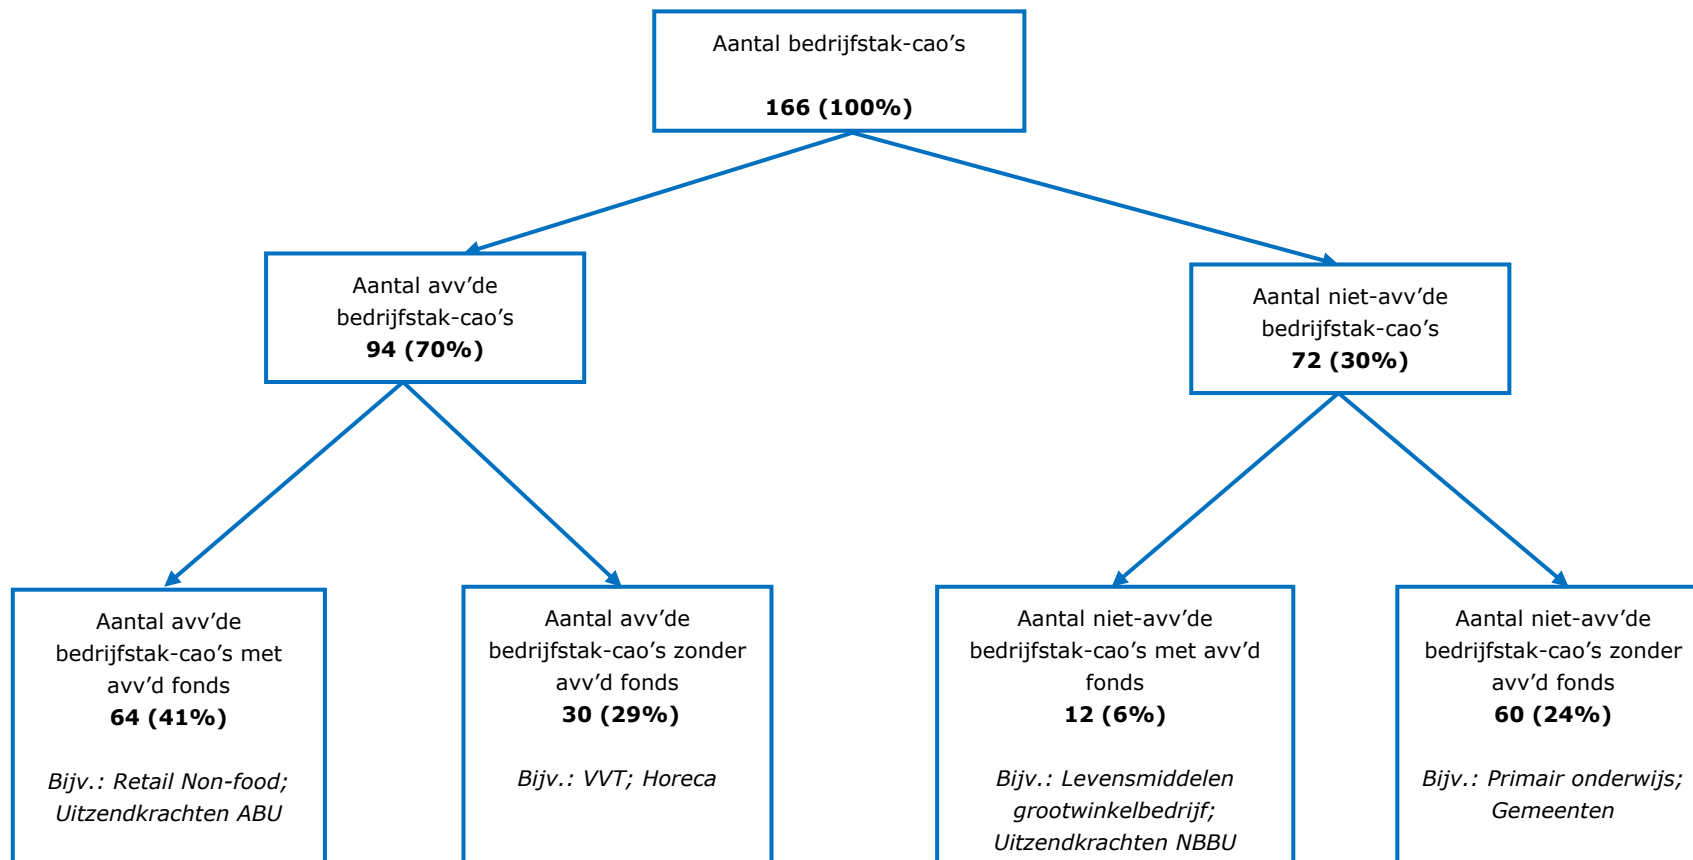 Aantal bedrijfstak-cao's
166 (100%)
Aantal avv'de
bedrijfstak-cao's
94 (70%)
Aantal niet-avv'de
bedrijfstak-cao's
72 (30%)
Aantal avv'de
bedrijfstak-cao's met
avv'd fonds
64 (41%)
Bijv.: Retail Non-food;
Uitzendkrachten ABU
Aantal avv'de
bedrijfstak-cao's zonder
avv'd fonds
30 (29%)
Bijv.: VVT; Horeca
Aantal niet-avv'de
bedrijfstak-cao's met avv'd
fonds
12 (6%)
Bijv.: Levensmiddelen
grootwinkelbedrijf;
Uitzendkrachten NBBU
Aantal niet-avv'de
bedrijfstak-cao's zonder
avv'd fonds
60 (24%)
Bijv.: Primair onderwijs;
Gemeenten